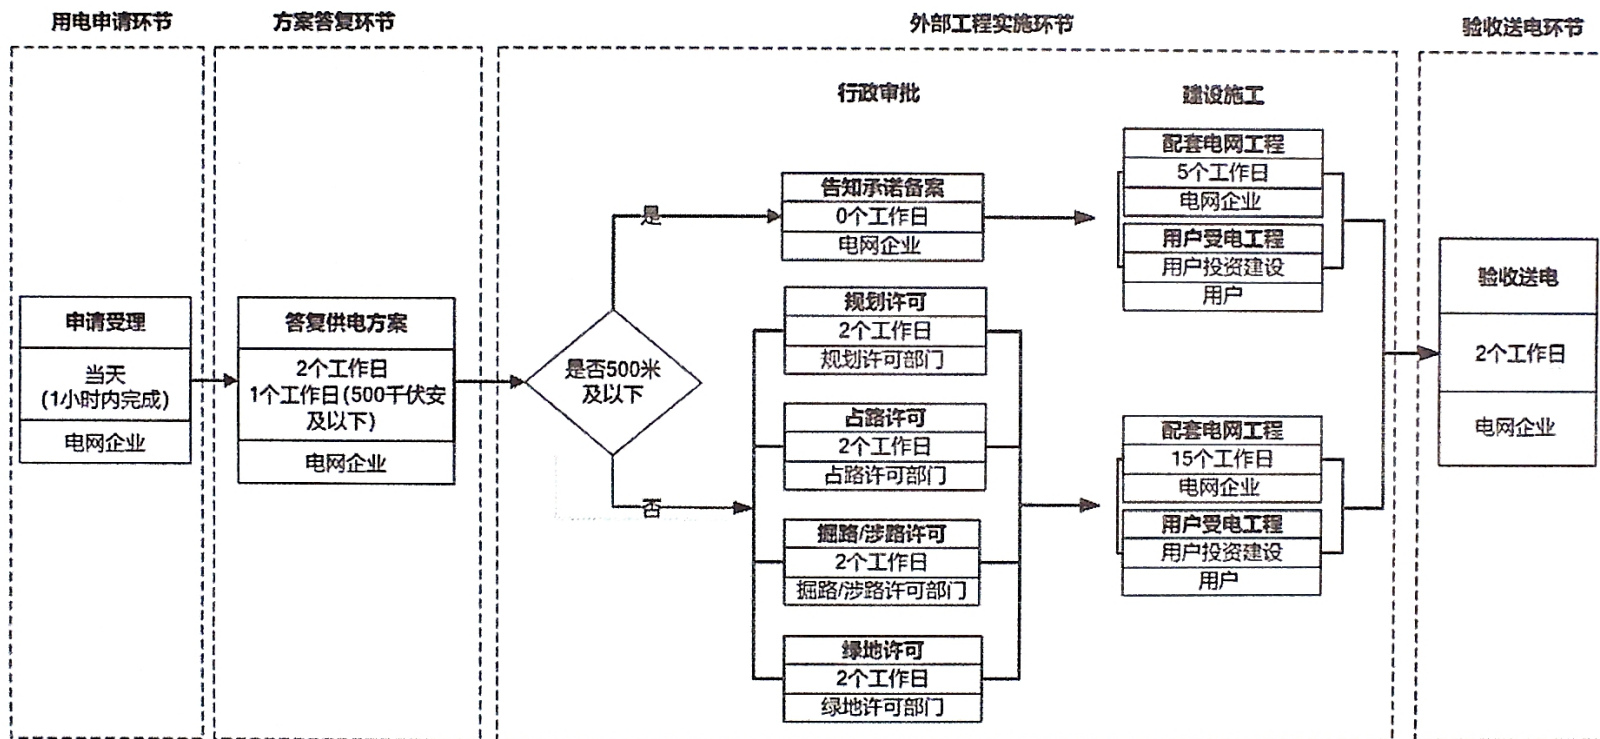 用电申请环节
方案答复环节
外部工程实施环节
验收送电环节
行政审批
建设施工
申请受理
当天
(1小时内完成)
电网企业
答复供电方案
2个工作日
1个工作日(500千伏安
及以下)
电网企业
是否500米
及以下
是
否
告知承诺备案
0个工作日
电网企业
规划许可
2个工作日
规划许可部门
占路许可
2个工作日
占路许可部门
掘路/涉路许可
2个工作日
掘路/涉路许可部门
绿地许可
2个工作日
绿地许可部门
配套电网工程
5个工作日
电网企业
用户受电工程
用户投资建设
用户
配套电网工程
15个工作日
电网企业
用户受电工程
用户投资建设
用户
验收送电
2个工作日
电网企业